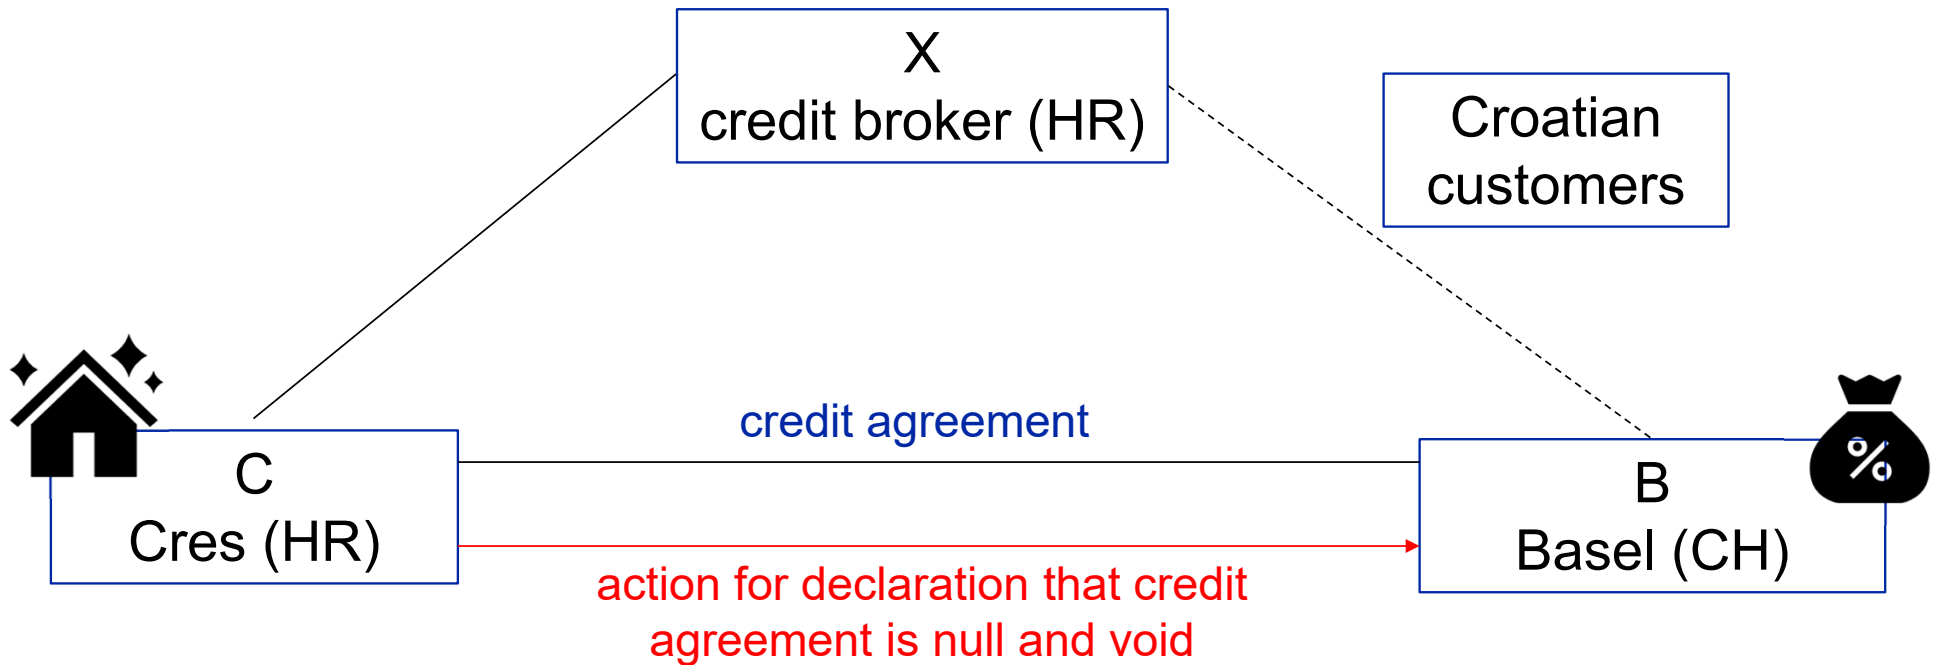 X
credit broker (HR)
Croatian
customers
credit agreement
C
Cres (HR)
B
Basel (CH)
%
action for declaration that credit
agreement is null and void